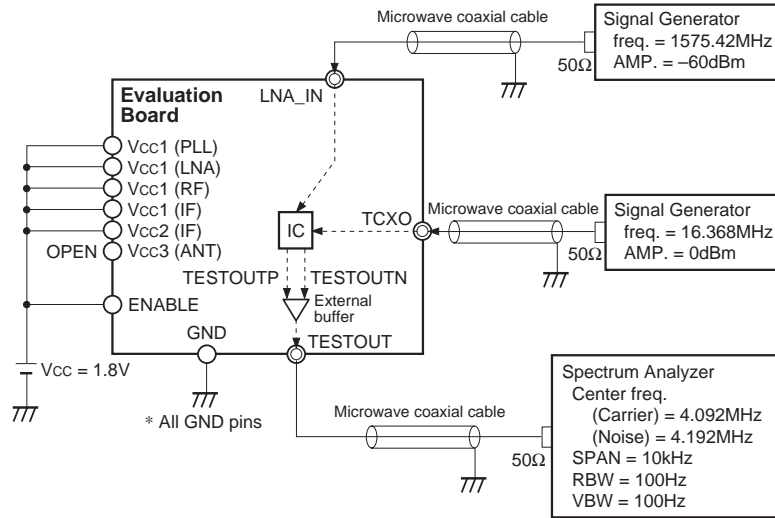 Microwave coaxial cable
Signal Generator
freq. = 1575.42MHz
AMP. = –60dBm
50Ω
Evaluation
Board
LNA_IN
VCC1 (PLL)
VCC1 (LNA)
VCC1 (RF)
VCC1 (IF)
VCC2 (IF)
OPEN
VCC3 (ANT)
ENABLE
IC
TCXO
Microwave coaxial cable
Signal Generator
freq. = 16.368MHz
AMP. = 0dBm
50Ω
TESTOUTP
TESTOUTN
External
buffer
GND
TESTOUT
VCC = 1.8V
* All GND pins
Microwave coaxial cable
50Ω
Spectrum Analyzer
Center freq.
(Carrier) = 4.092MHz
(Noise) = 4.192MHz
SPAN = 10kHz
RBW = 100Hz
VBW = 100Hz